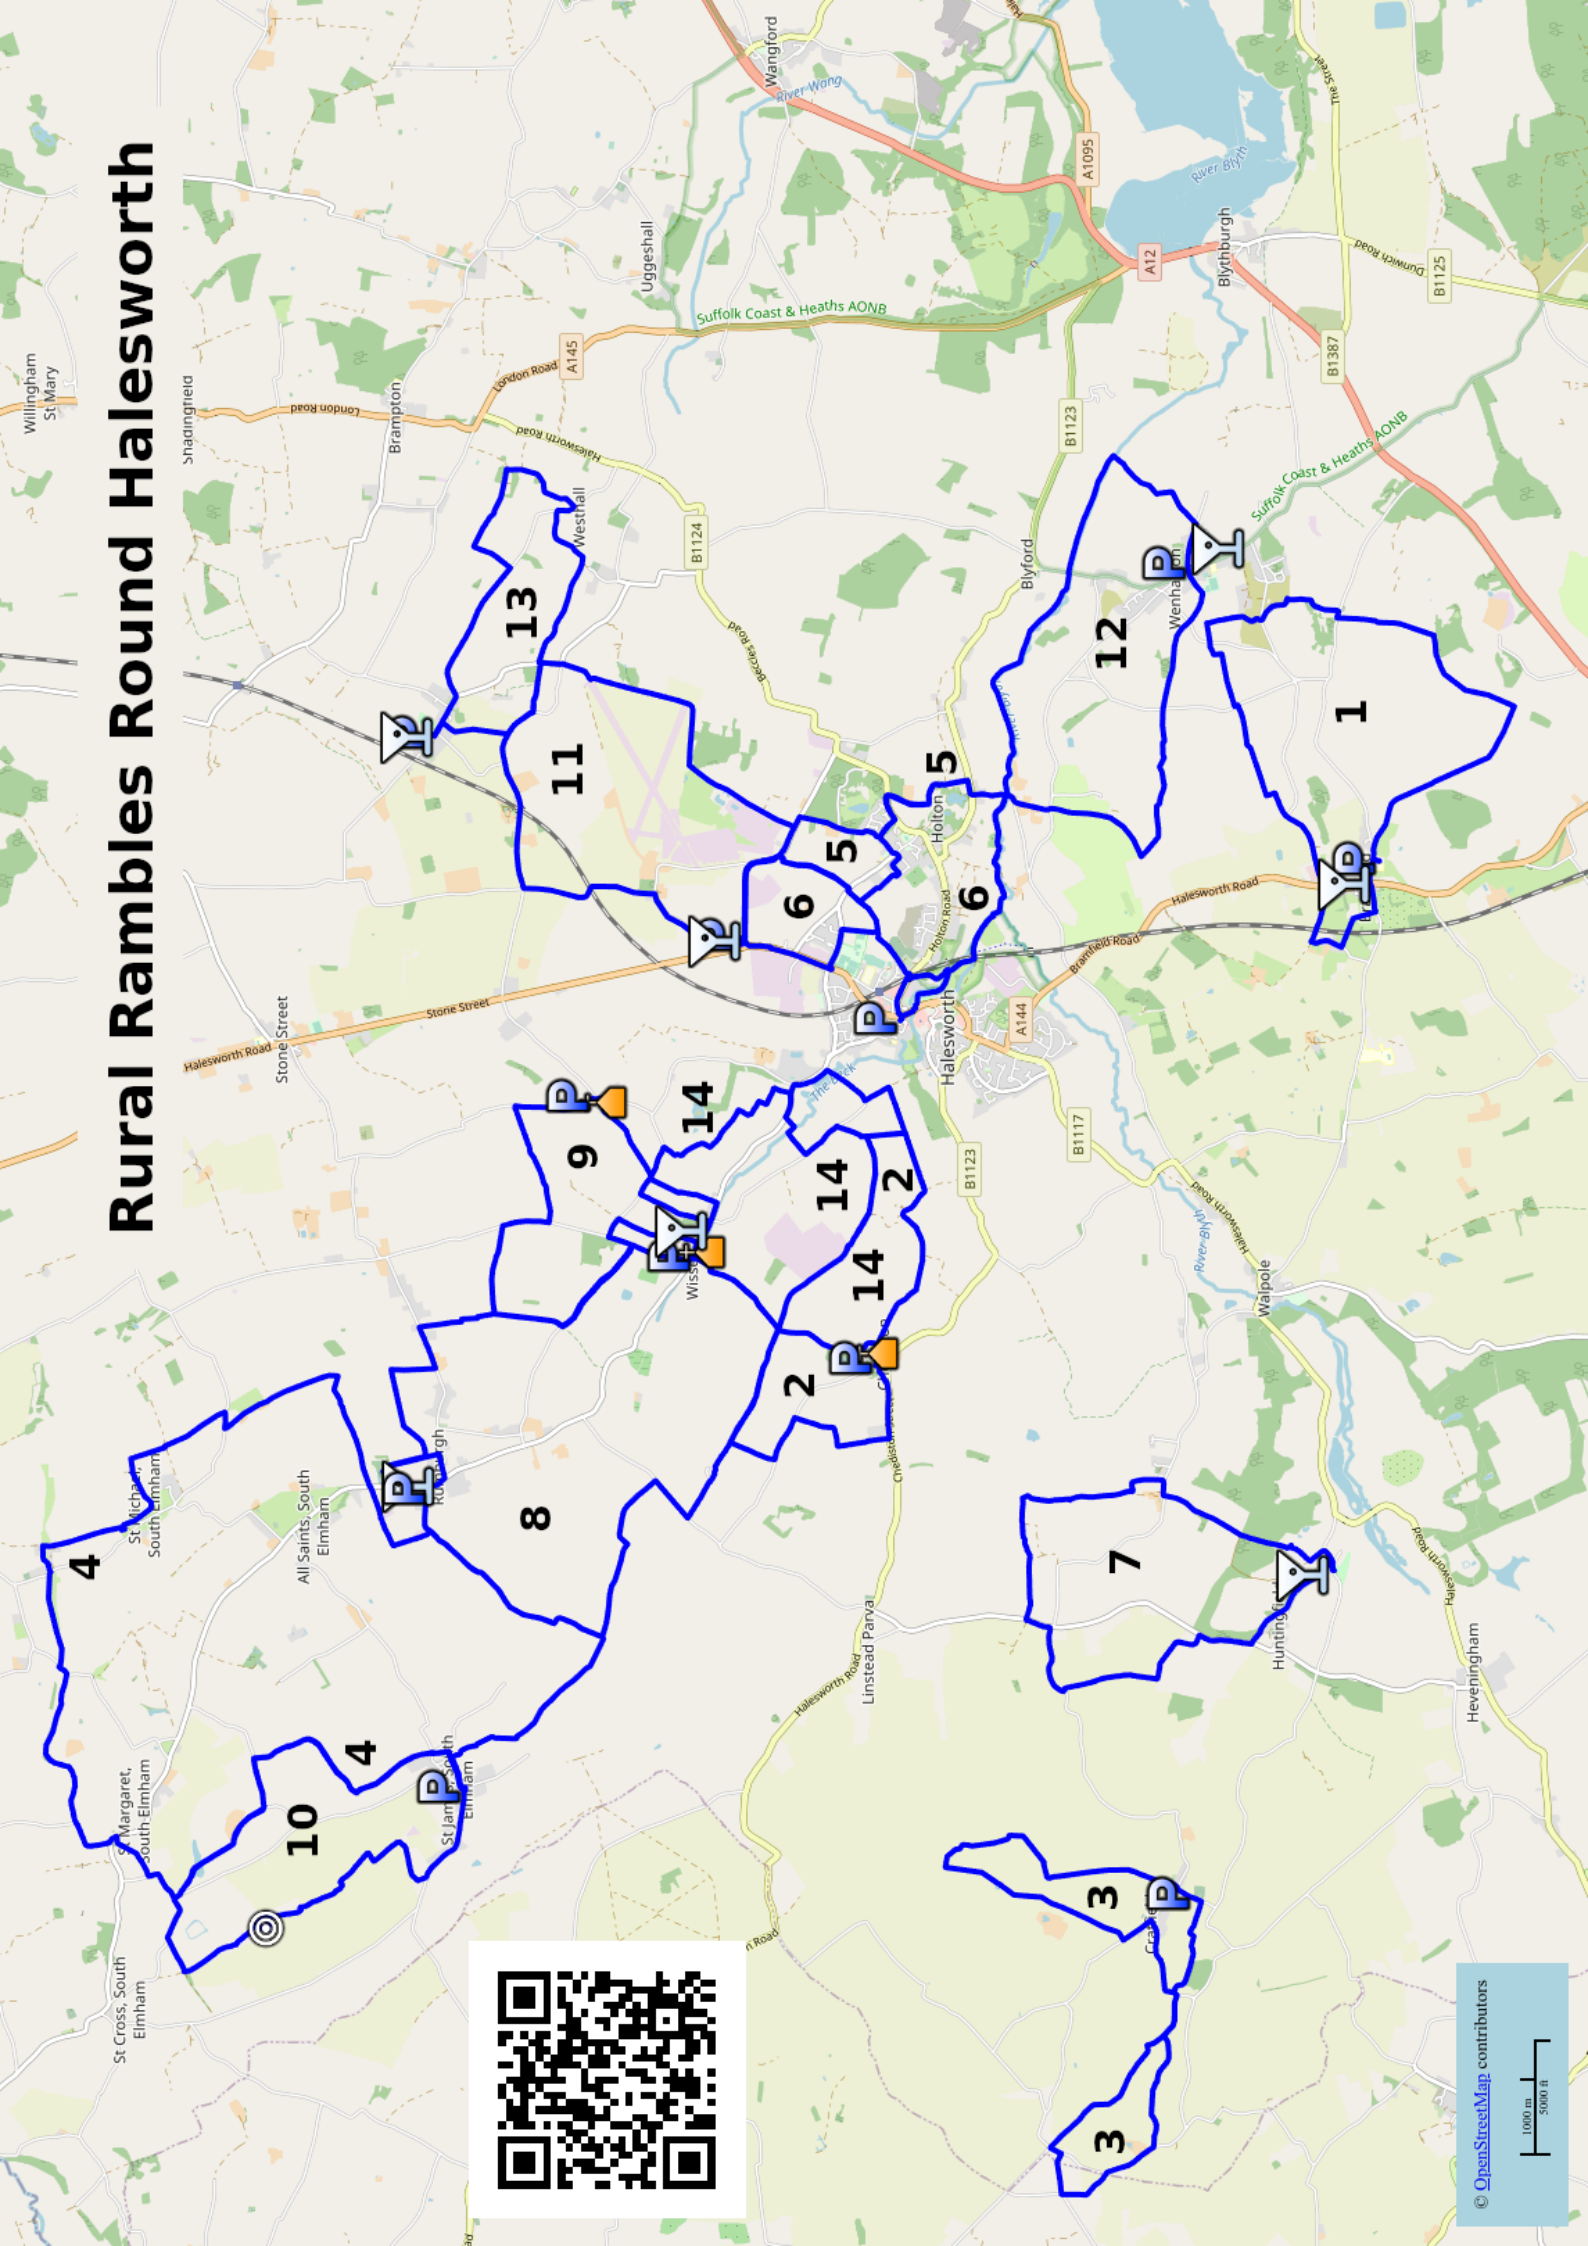 Rural Rambles Round Halesworth
Willingham
St Mary
Shadingfield
London Road
London Road
Brampton
A145
Halesworth Road
Uggeshall
Wangford
River Wang
Suffolk Coast & Heaths AONB
A1095
River Blyth
The Street
A12
Blythburgh
Dunwich Road
B1125
B1387
Suffolk Coast & Heaths AONB
B1123
B1124
Westhall
Beccles Road
Blyford
13
11
12
1
5
5
6
6
P
Holton
Holton Road
Halesworth Road
Bramfield Road
Stone Street
Stone Street
Halesworth Road
Halesworth
A144
P
The Beck
B1117
B1123
Halesworth Road
River Blyth
Halesworth Road
Walpole
P
9
14
14
14
2
2
P
P
8
4
4
10
St Michael,
South Elmham
All Saints, South
Elmham
St Margaret,
South Elmham
St Cross, South
Elmham
P
Elmham
Linstead Parva
Halesworth Road
7
Heveningham
Halesworth Road
3
3
P
© OpenStreetMap contributors
1000 m
5000 ft